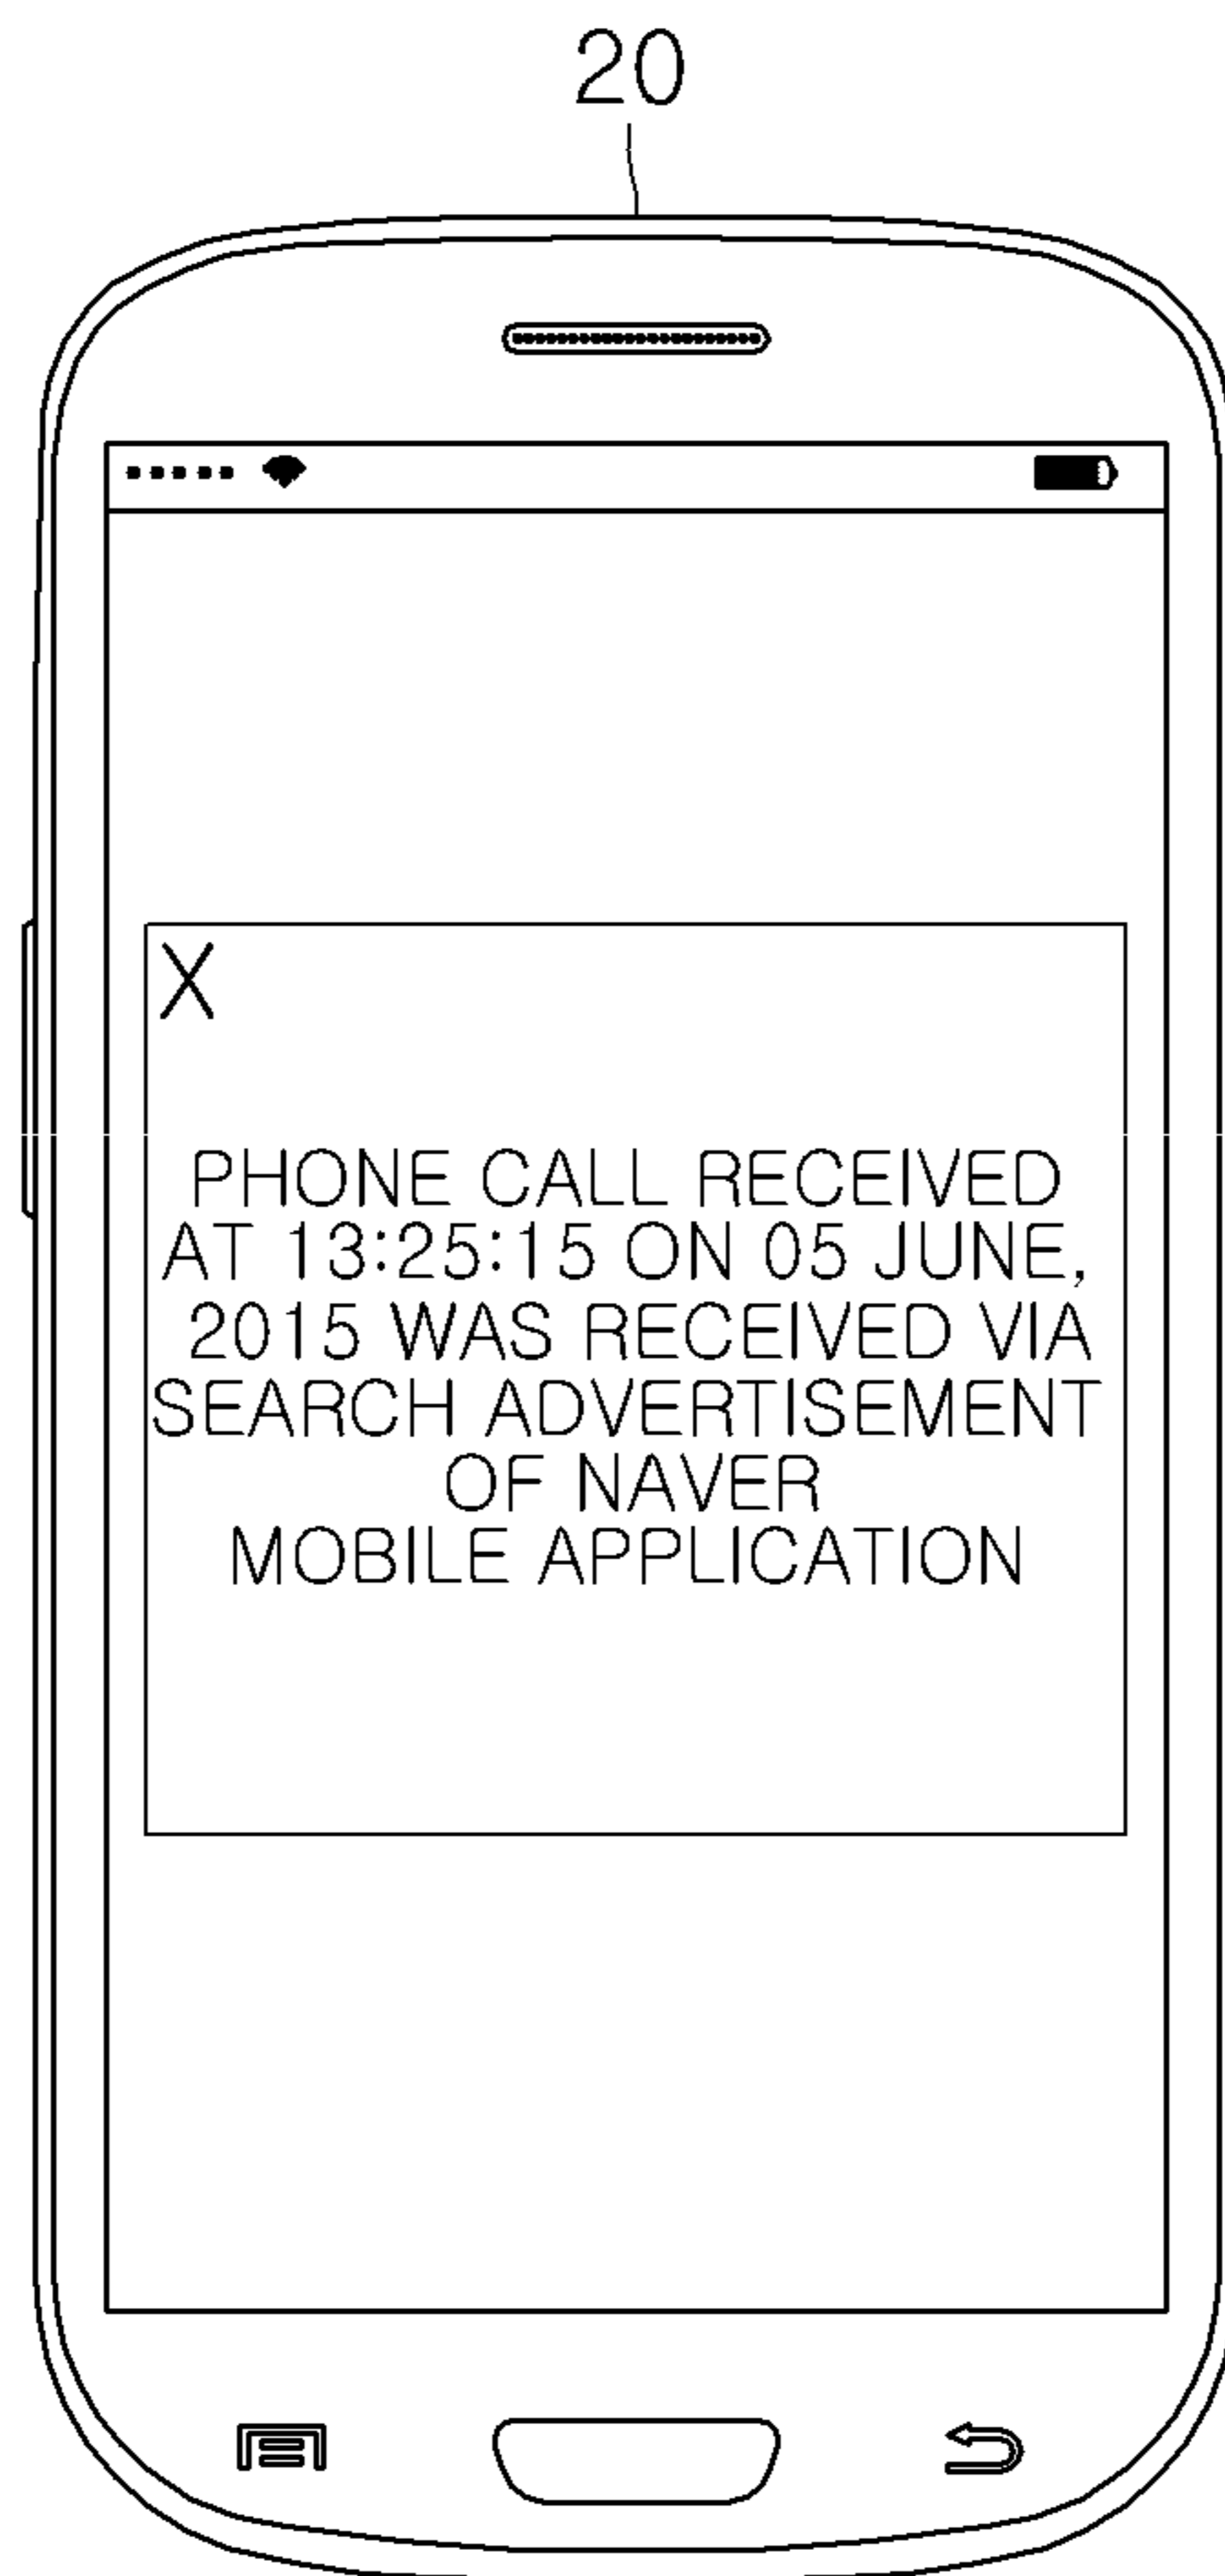 20
X
PHONE CALL RECEIVED
AT 13:25:15 ON 05 JUNE,
2015 WAS RECEIVED VIA
SEARCH ADVERTISEMENT
OF NAVER
MOBILE APPLICATION